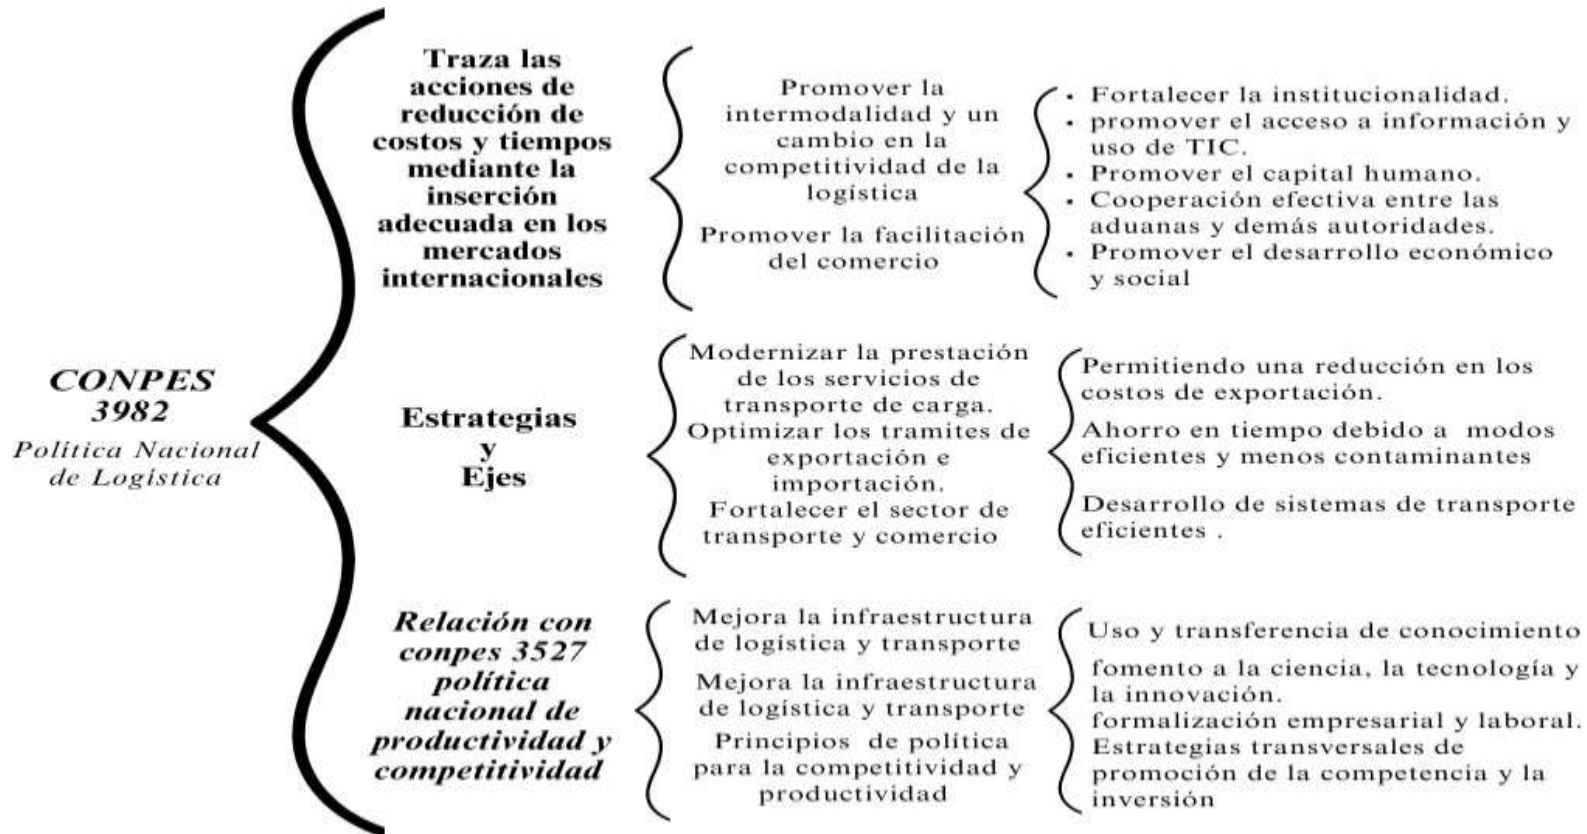 CONPES
3982
Política Nacional
de Logística
Traza las
acciones de
reducción de
costos y tiempos
mediante la
inserción
adecuada en los
mercados
internacionales
Promover la
intermodalidad y un
cambio en la
competitividad de la
logística
Promover la facilitación
del comercio
• Fortalecer la institucionalidad.
• promover el acceso a información y
uso de TIC.
• Promover el capital humano.
• Cooperación efectiva entre las
aduanas y demás autoridades.
• Promover el desarrollo económico
y social
Estrategias
y
Ejes
Modernizar la prestación
de los servicios de
transporte de carga.
Optimizar los tramites de
exportación e
importación.
Fortalecer el sector de
transporte y comercio
Permitiendo una reducción en los
costos de exportación.
Ahorro en tiempo debido a modos
eficientes y menos contaminantes
Desarrollo de sistemas de transporte
eficientes .
Relación con
conpes 3527
política
nacional de
productividad y
competitividad
Mejora la infraestructura
de logística y transporte
Mejora la infraestructura
de logística y transporte
Principios de política
para la competitividad y
productividad
Uso y transferencia de conocimiento
fomento a la ciencia, la tecnología y
la innovación.
formalización empresarial y laboral.
Estrategias transversales de
promoción de la competencia y la
inversión